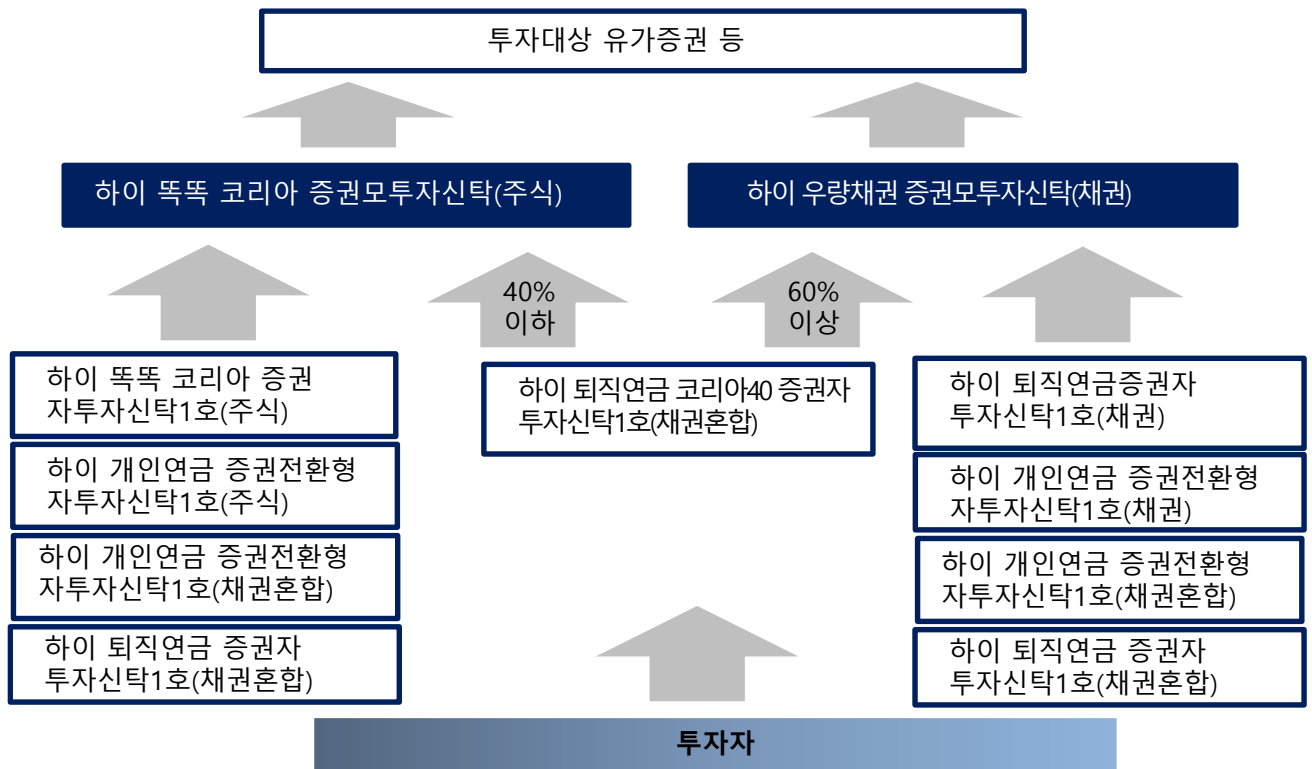 투자대상 유가증권 등
하이 똑똑 코리아 증권모투자신탁(주식)
하이 우량채권 증권모투자신탁(채권)
40%
이하
60%
이상
하이 똑똑 코리아 증권
자투자신탁1호(주식)
하이 개인연금 증권전환형
자투자신탁1호(주식)
하이 개인연금 증권전환형
자투자신탁1호(채권혼합)
하이 퇴직연금 증권자
투자신탁1호(채권혼합)
하이 퇴직연금 코리아40 증권자
투자신탁1호(채권혼합)
하이 퇴직연금증권자
투자신탁1호(채권)
하이 개인연금 증권전환형
자투자신탁1호(채권)
하이 개인연금 증권전환형
자투자신탁1호(채권혼합)
하이 퇴직연금 증권자
투자신탁1호(채권혼합)
투자자